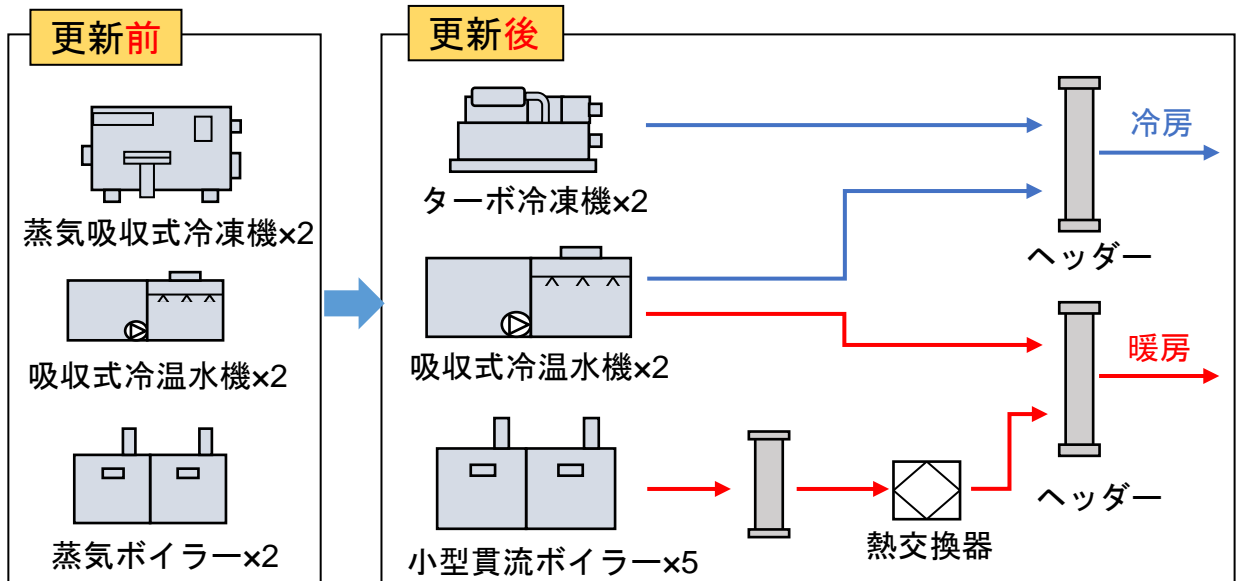 更新前
蒸気吸収式冷凍機×2
吸収式冷温水機×2
蒸気ボイラー×2
更新後
ターボ冷凍機×2
冷房
ヘッダー
吸収式冷温水機×2
暖房
ヘッダー
小型貫流ボイラー×5
熱交換器